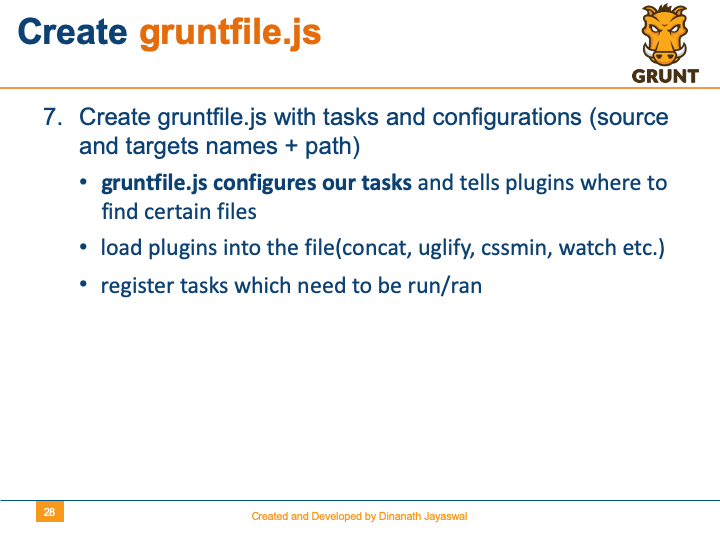 Create gruntfile.js
GRUNT
7. Create gruntfile.js with tasks and configurations (source
and targets names + path)
• gruntfile.js configures our tasks and tells plugins where to
find certain files
• load plugins into the file(concat, uglify, cssmin, watch etc.)
• register tasks which need to be run/ran
28
Created and Developed by Dinanath Jayaswal